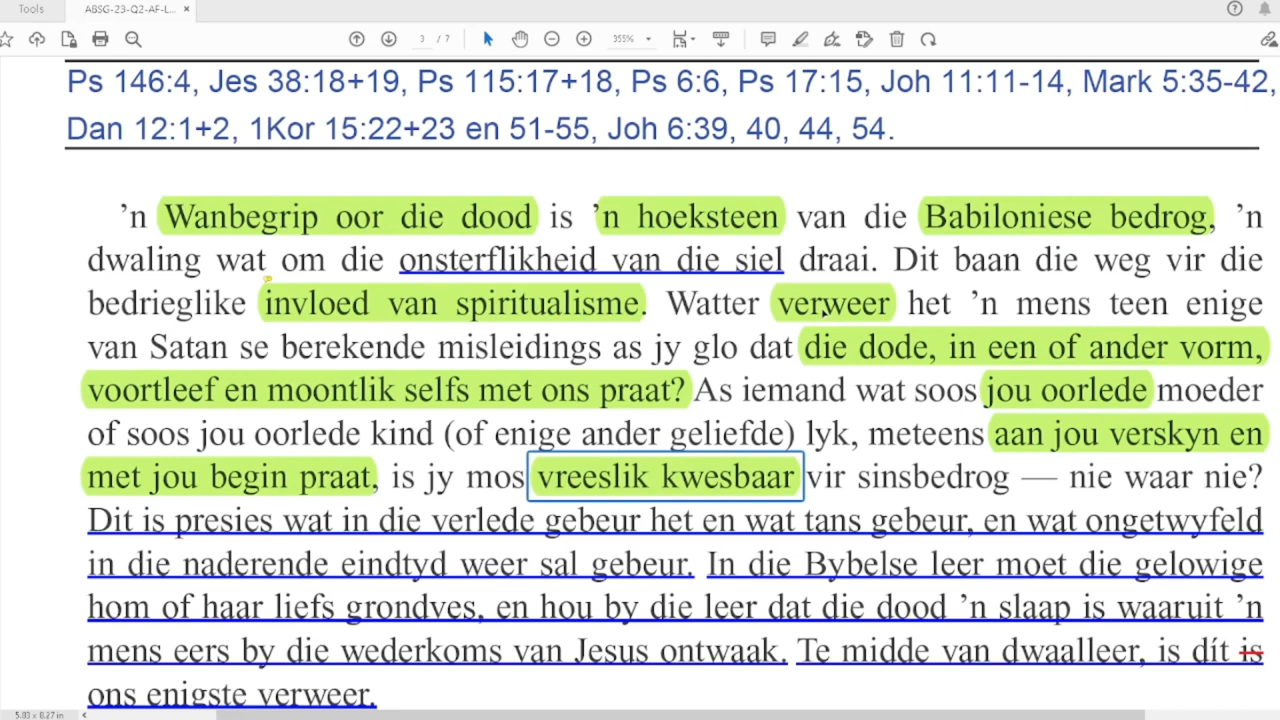 Tools
ABSG-23-Q2-AF-L... ×
3 / 7
355%
Ps 146:4, Jes 38:18+19, Ps 115:17+18, Ps 6:6, Ps 17:15, Joh 11:11-14, Mark 5:35-42,
Dan 12:1+2, 1Kor 15:22+23 en 51-55, Joh 6:39, 40, 44, 54.
’n Wanbegrip oor die dood is ’n hoeksteen van die Babiloniese bedrog, ’n
dwaling wat om die onsterflikheid van die siel draai. Dit baan die weg vir die
bedrieglike invloed van spiritualisme. Watter verweer het ’n mens teen enige
van Satan se berekende misleidings as jy glo dat die dode, in een of ander vorm,
voortleef en moontlik selfs met ons praat? As iemand wat soos jou oorlede moeder
of soos jou oorlede kind (of enige ander geliefde) lyk, meteens aan jou verskyn en
met jou begin praat, is jy mos vreeslik kwesbaar vir sinsbedrog — nie waar nie?
Dit is presies wat in die verlede gebeur het en wat tans gebeur, en wat ongetwyfeld
in die naderende eindtyd weer sal gebeur. In die Bybelse leer moet die gelowige
hom of haar liefs grondves, en hou by die leer dat die dood ’n slaap is waaruit ’n
mens eers by die wederkoms van Jesus ontwaak. Te midde van dwaalleer, is dít is
ons enigste verweer.
5.83 x 8.27 in